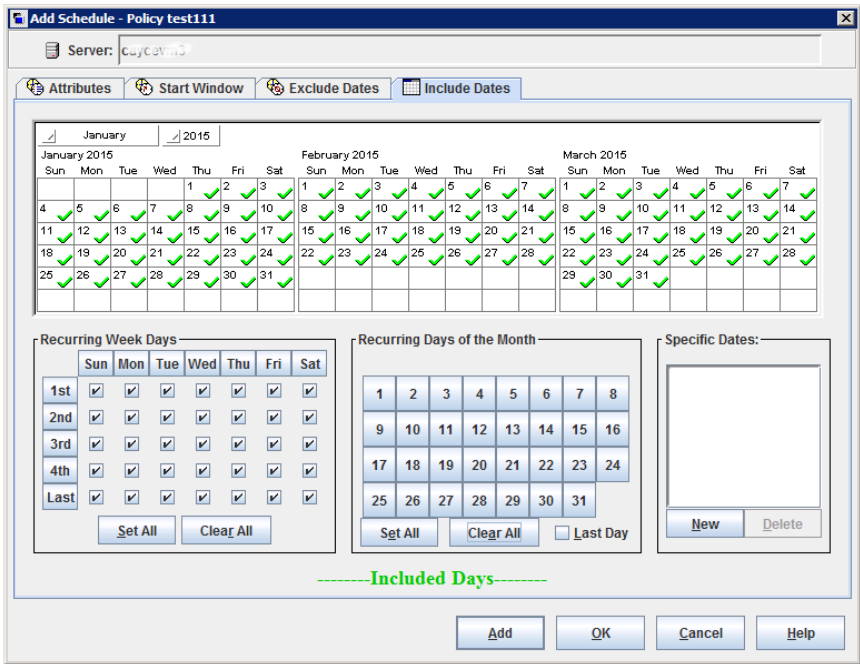 Add Schedule - Policy test111
Server:
Attributes Start Window Exclude Dates Include Dates
January 2015
January 2015 February 2015 March 2015
Sun Mon Tue Wed Thu Fri Sat Sun Mon Tue Wed Thu Fri Sat Sun Mon Tue Wed Thu Fri Sat
1 2 3 1 2 3 4 5 6 7 1 2 3 4 5 6 7
4 5 6 7 8 9 10 8 9 10 11 12 13 14 8 9 10 11 12 13 14
11 12 13 14 15 16 17 15 16 17 18 19 20 21 15 16 17 18 19 20 21
18 19 20 21 22 23 24 22 23 24 25 26 27 28 22 23 24 25 26 27 28
25 26 27 28 29 30 31 29 30 31
Recurring Week Days
Sun Mon Tue Wed Thu Fri Sat
1st
2nd
3rd
4th
Last
Set All Clear All
Recurring Days of the Month
1 2 3 4 5 6 7 8
9 10 11 12 13 14 15 16
17 18 19 20 21 22 23 24
25 26 27 28 29 30 31
Set All Clear All Last Day
Specific Dates:
New Delete
--------Included Days--------
Add OK Cancel Help